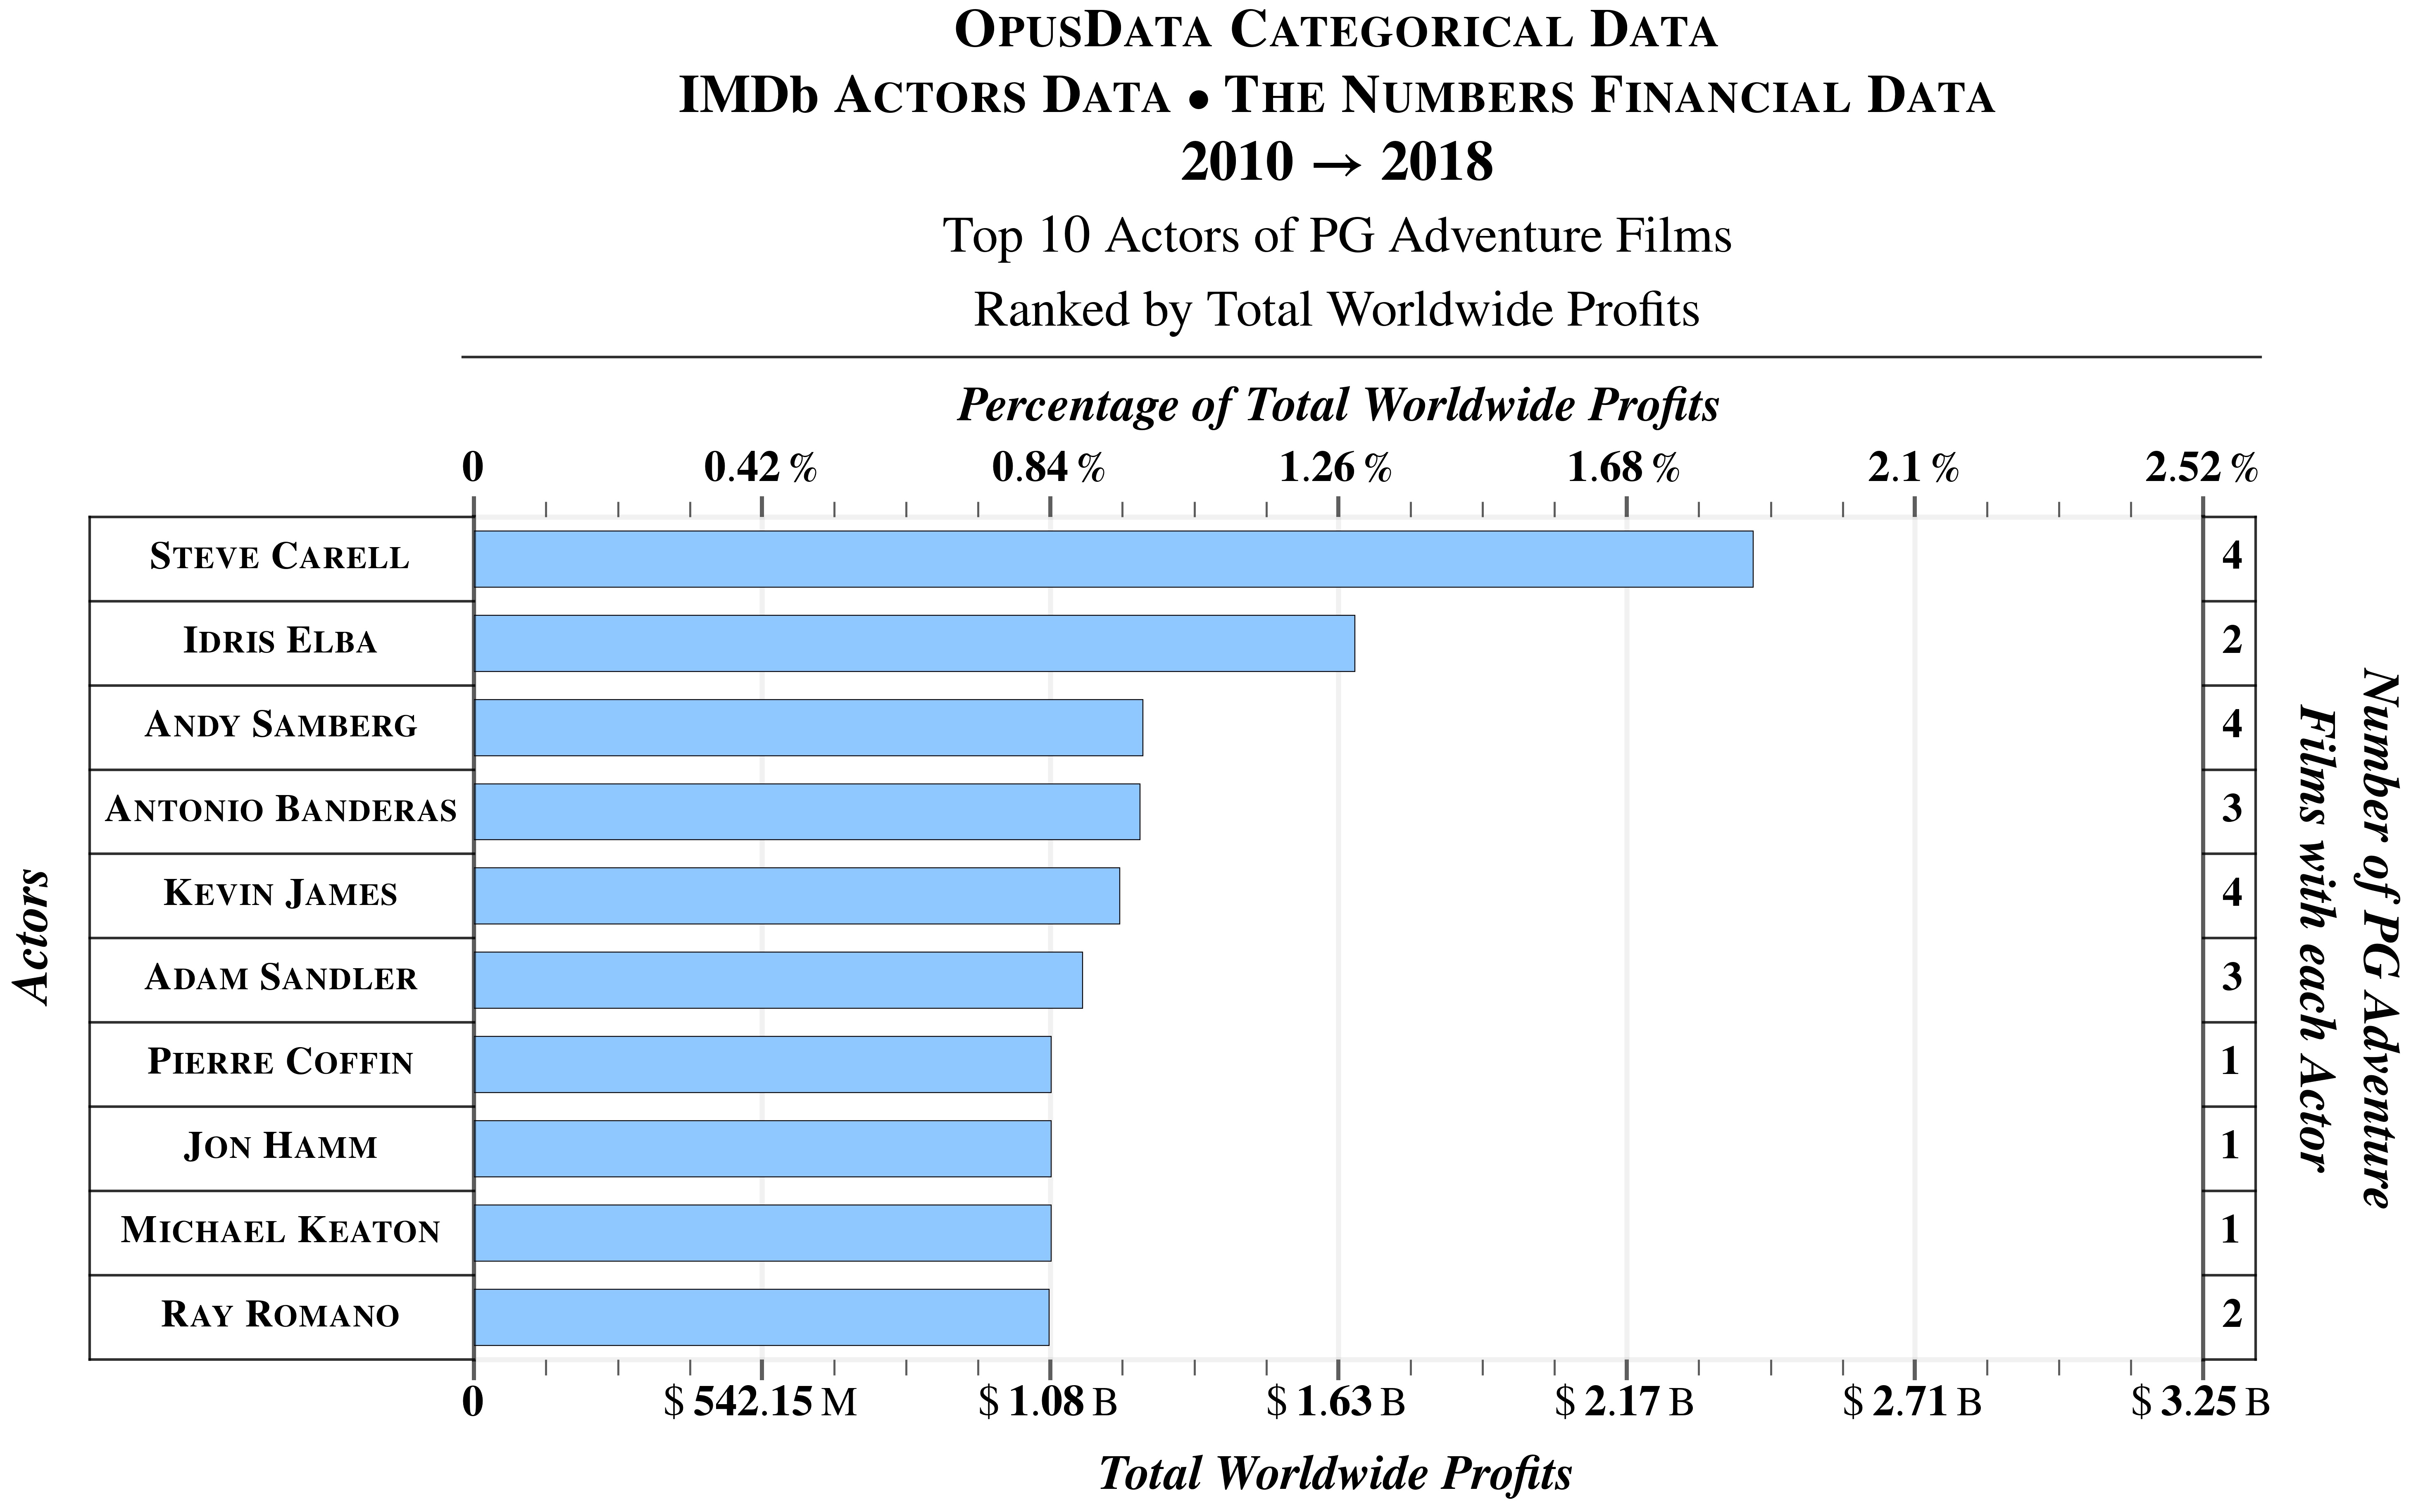 OpusData Categorical Data
IMDb Actors Data • The Numbers Financial Data
2010 → 2018
Top 10 Actors of PG Adventure Films
Ranked by Total Worldwide Profits
Percentage of Total Worldwide Profits
0 0.42 % 0.84 % 1.26 % 1.68 % 2.1 % 2.52 %
Actors
Steve Carell 4
Idris Elba 2
Andy Samberg 4
Antonio Banderas 3
Kevin James 4
Adam Sandler 3
Pierre Coffin 1
Jon Hamm 1
Michael Keaton 1
Ray Romano 2
Number of PG Adventure
Films with each Actor
0 $ 542.15 M $ 1.08 B $ 1.63 B $ 2.17 B $ 2.71 B $ 3.25 B
Total Worldwide Profits